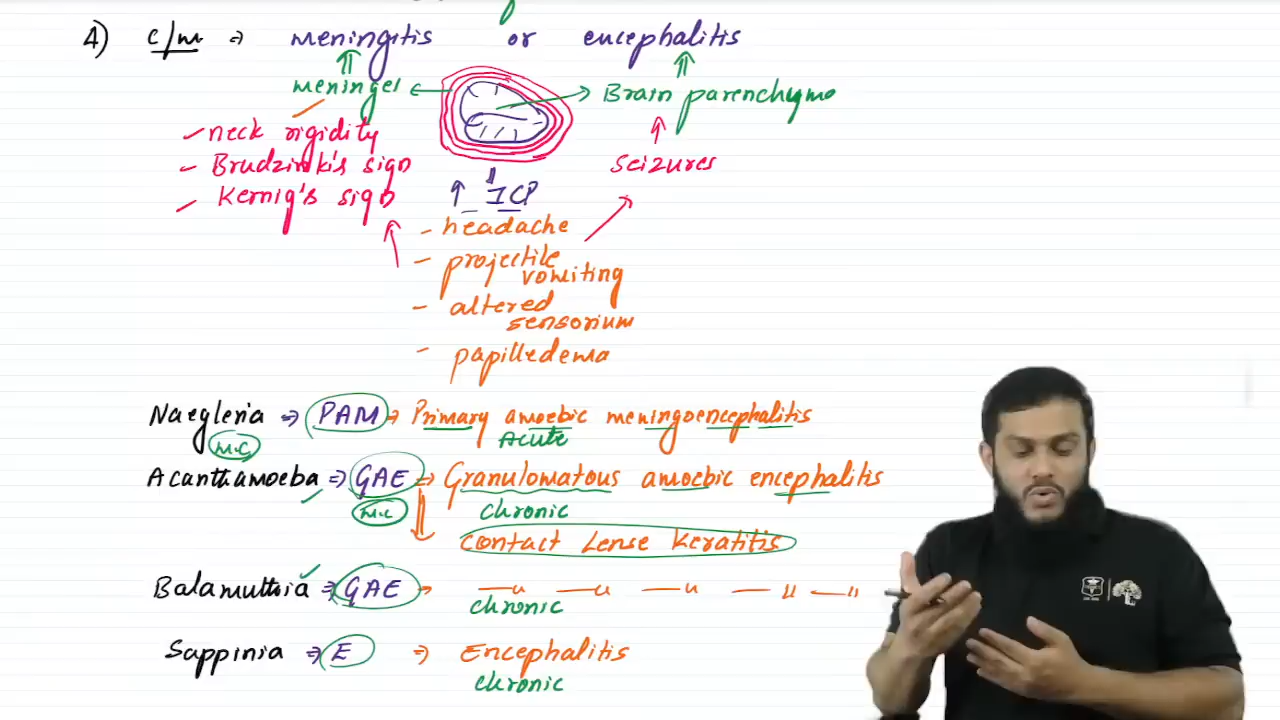 4) c/m ⇒ meningitis or encephalitis
meninges Brain parenchyma
neck rigidity
Seizures
Brudzinki's sign
Kernig's sign
↑ ICP
- headache
- projectile vomiting
- altered sensorium
- papilledema
Naegleria ⇒ PAM → Primary amoebic meningoencephalitis
M.C Acute
Acanthamoeba ⇒ GAE ⇒ Granulomatous amoebic encephalitis
M.C chronic
contact lense keratitis
Balamuthia ⇒ GAE → —u —u —u —u —u
chronic
Sappinia ⇒ E ⇒ Encephalitis
chronic